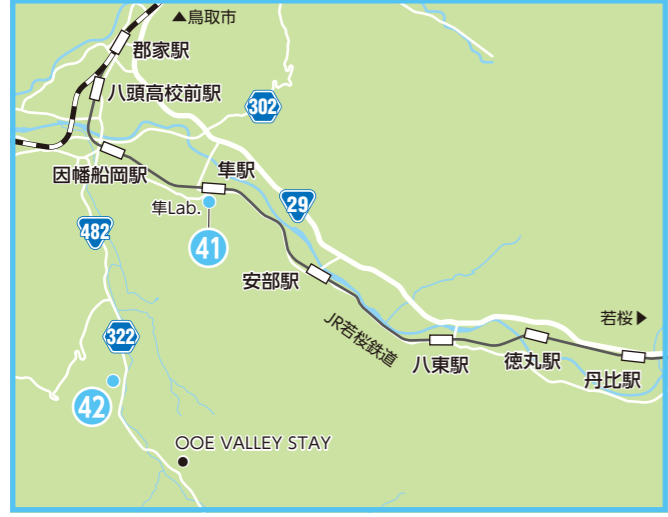 ▲鳥取市
郡家駅
八頭高校前駅
302
因幡船岡駅
隼駅
隼Lab.
29
482
41
安部駅
JR若桜鉄道
若桜▶
322
八東駅
徳丸駅
丹比駅
42
OOE VALLEY STAY